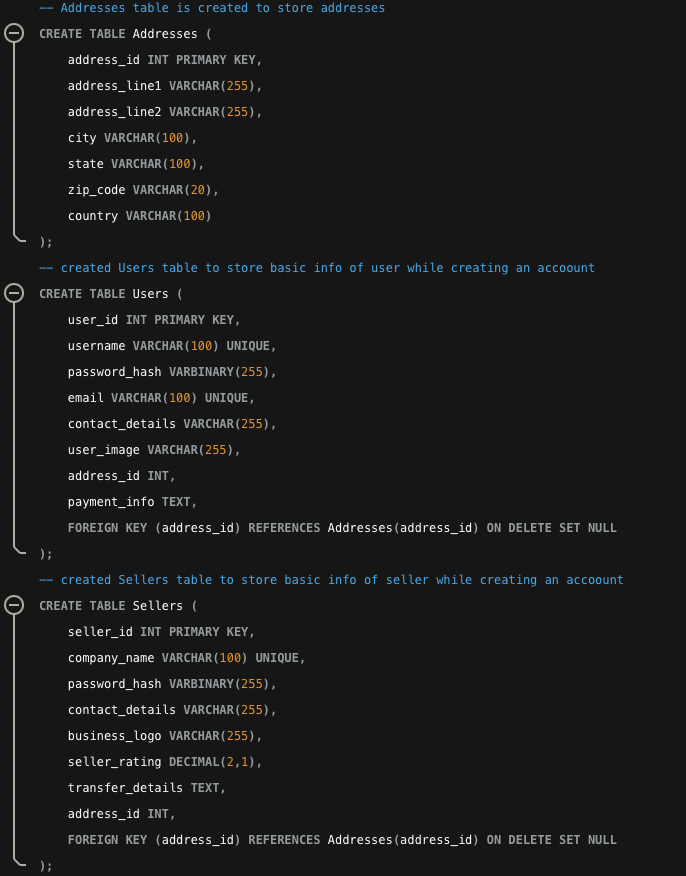 -- Addresses table is created to store addresses
CREATE TABLE Addresses (
address_id INT PRIMARY KEY,
address_line1 VARCHAR(255),
address_line2 VARCHAR(255),
city VARCHAR(100),
state VARCHAR(100),
zip_code VARCHAR(20),
country VARCHAR(100)
);
-- created Users table to store basic info of user while creating an accoount
CREATE TABLE Users (
user_id INT PRIMARY KEY,
username VARCHAR(100) UNIQUE,
password_hash VARBINARY(255),
email VARCHAR(100) UNIQUE,
contact_details VARCHAR(255),
user_image VARCHAR(255),
address_id INT,
payment_info TEXT,
FOREIGN KEY (address_id) REFERENCES Addresses(address_id) ON DELETE SET NULL
);
-- created Sellers table to store basic info of seller while creating an accoount
CREATE TABLE Sellers (
seller_id INT PRIMARY KEY,
company_name VARCHAR(100) UNIQUE,
password_hash VARBINARY(255),
contact_details VARCHAR(255),
business_logo VARCHAR(255),
seller_rating DECIMAL(2,1),
transfer_details TEXT,
address_id INT,
FOREIGN KEY (address_id) REFERENCES Addresses(address_id) ON DELETE SET NULL
);